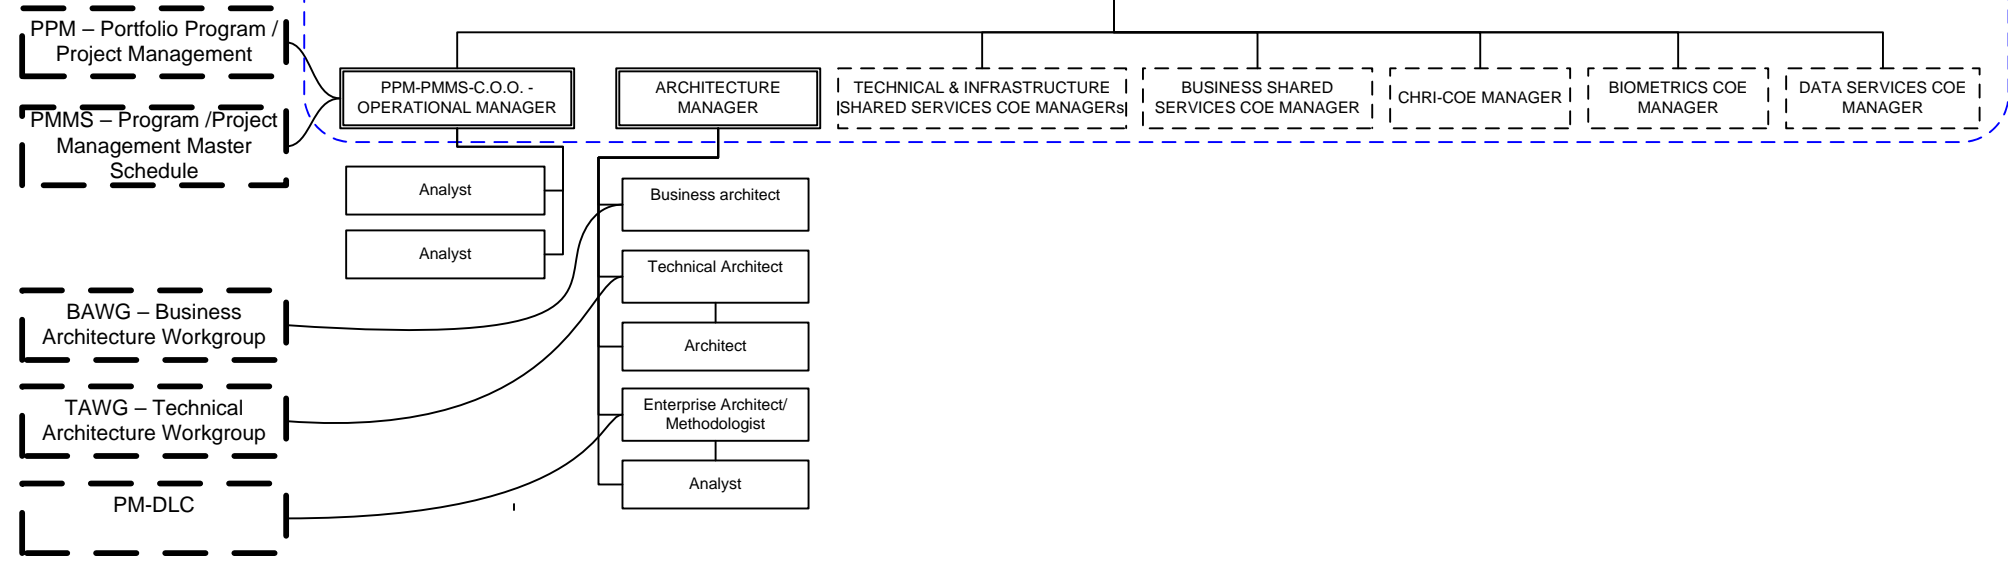 PPM – Portfolio Program /
Project Management
PMMS – Program /Project
Management Master
Schedule
PPM-PMMS-C.O.O. -
OPERATIONAL MANAGER
ARCHITECTURE
MANAGER
TECHNICAL & INFRASTRUCTURE
SHARED SERVICES COE MANAGERs
BUSINESS SHARED
SERVICES COE MANAGER
CHRI-COE MANAGER
BIOMETRICS COE
MANAGER
DATA SERVICES COE
MANAGER
Analyst
Analyst
Business architect
Technical Architect
Architect
Enterprise Architect/
Methodologist
Analyst
BAWG – Business
Architecture Workgroup
TAWG – Technical
Architecture Workgroup
PM-DLC